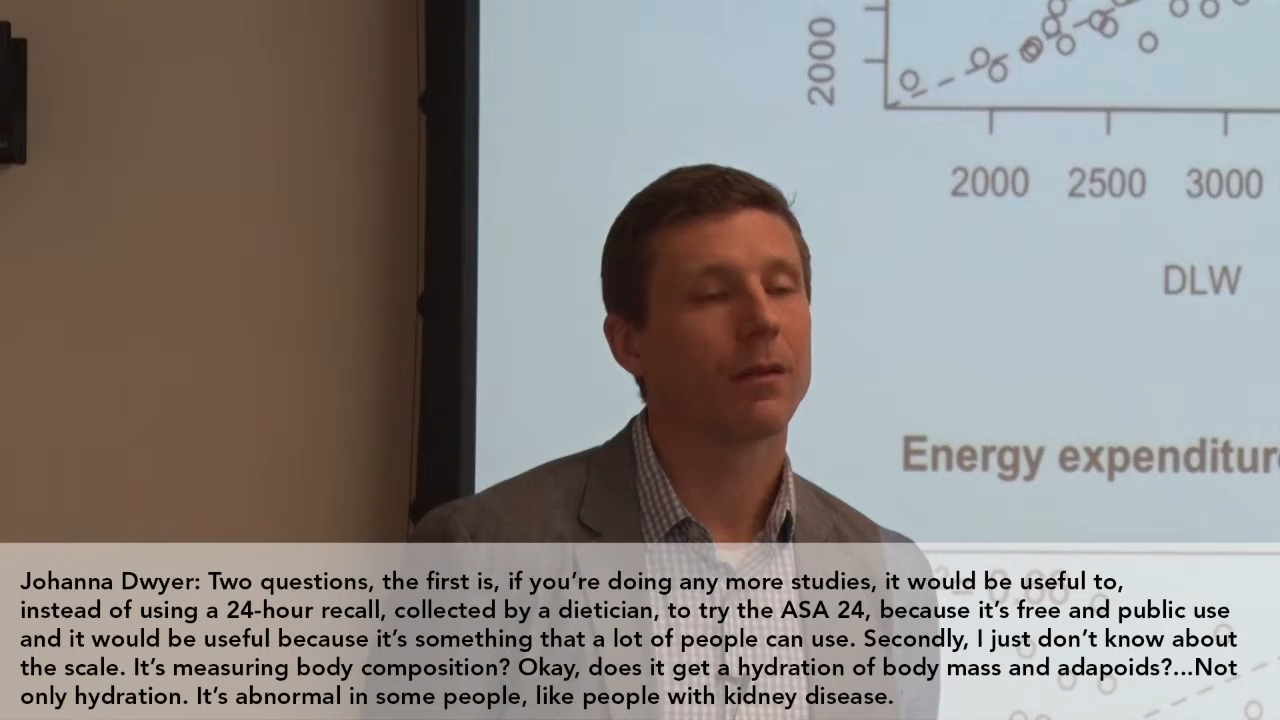 2000
2000 2500 3000
DLW
Energy expenditur
Johanna Dwyer: Two questions, the first is, if you're doing any more studies, it would be useful to,
instead of using a 24-hour recall, collected by a dietician, to try the ASA 24, because it's free and public use
and it would be useful because it's something that a lot of people can use. Secondly, I just don't know about
the scale. It's measuring body composition? Okay, does it get a hydration of body mass and adapoids?...Not
only hydration. It's abnormal in some people, like people with kidney disease.